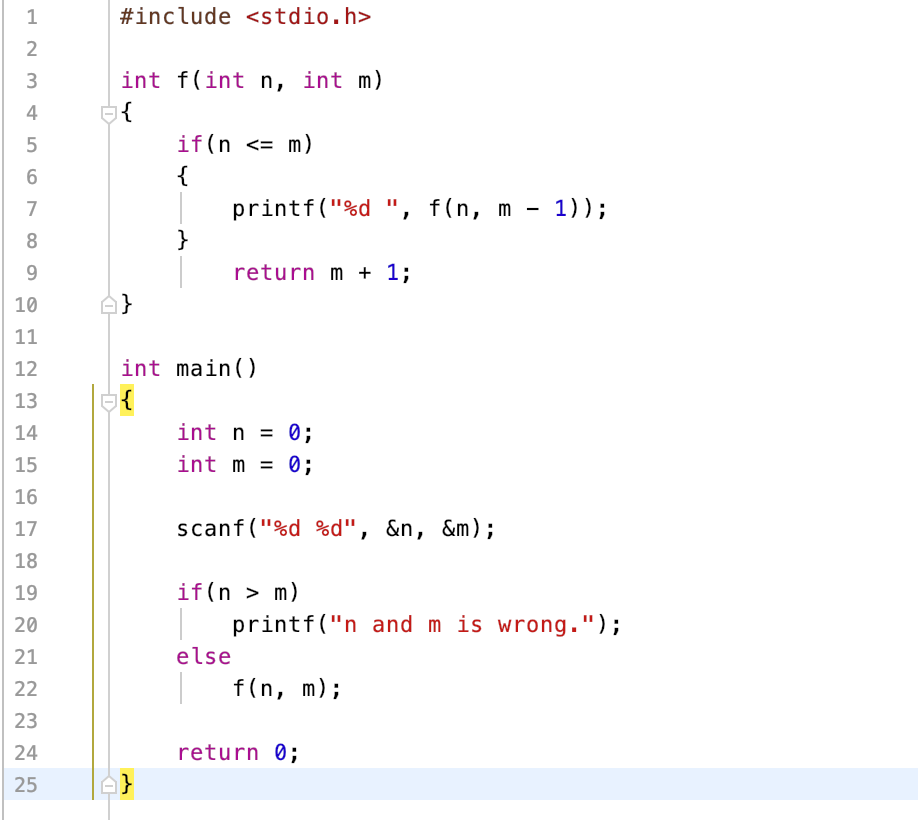 1 #include <stdio.h>
2
3 int f(int n, int m)
4 {
5     if(n <= m)
6     {
7         printf("%d ", f(n, m - 1));
8     }
9         return m + 1;
10 }
11
12 int main()
13 {
14     int n = 0;
15     int m = 0;
16
17     scanf("%d %d", &n, &m);
18
19     if(n > m)
20         printf("n and m is wrong.");
21     else
22         f(n, m);
23
24     return 0;
25 }